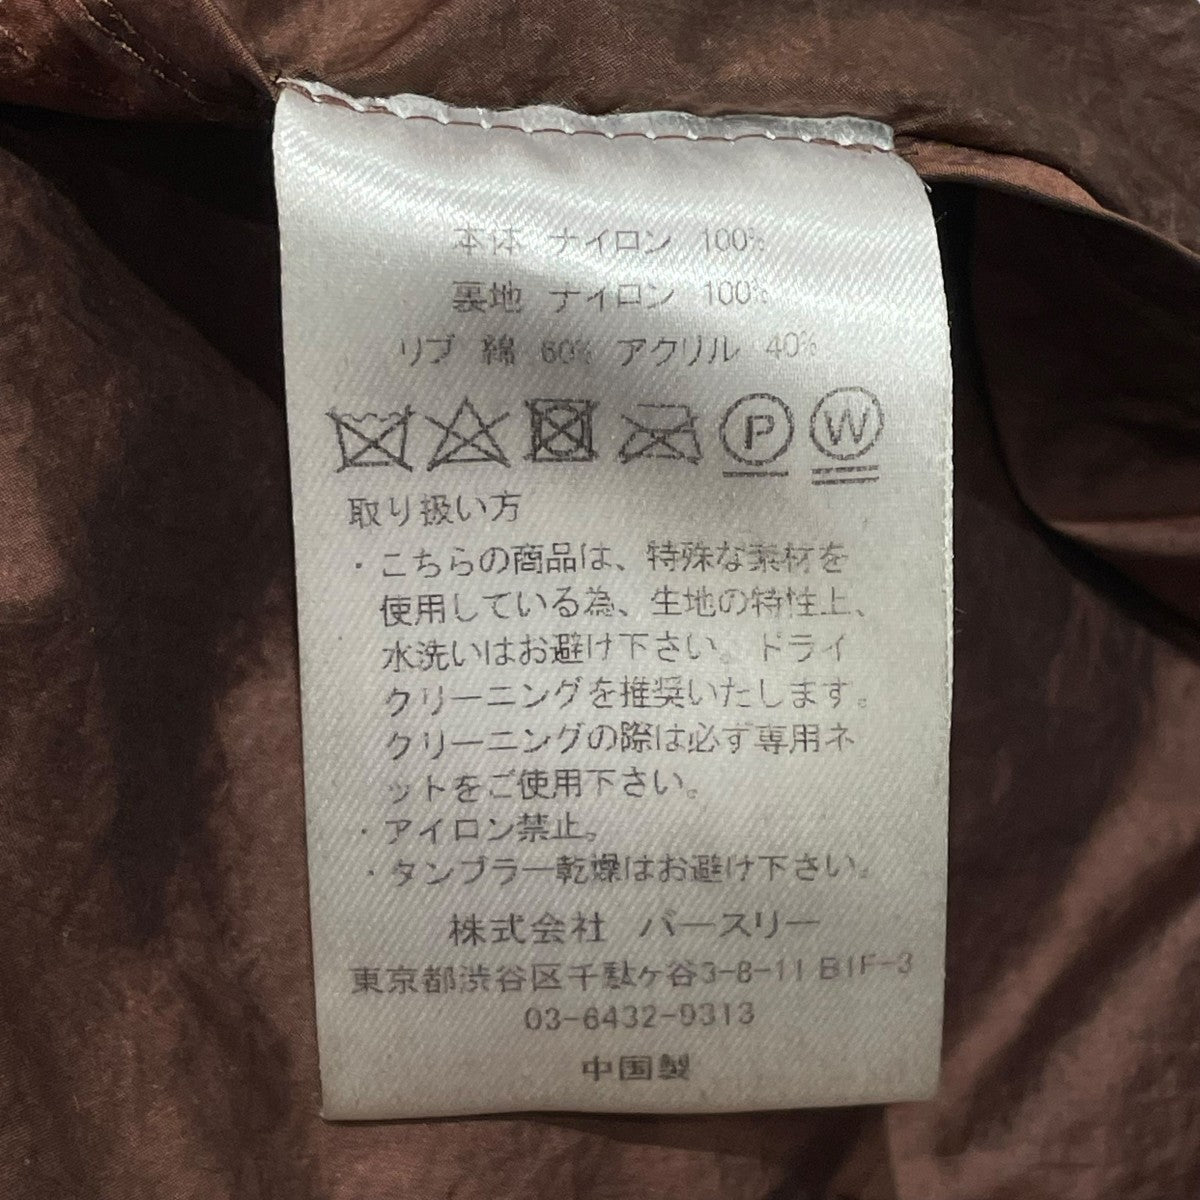 本体 ナイロン 100%
裏地 ナイロン 100%
リブ 綿 60% アクリル 40%
P W
取り扱い方
・こちらの商品は、特殊な素材を
使用している為、生地の特性上、
水洗いはお避け下さい。ドライ
クリーニングを推奨いたします。
クリーニングの際は必ず専用ネ
ットをご使用下さい。
・アイロン禁止。
・タンブラー乾燥はお避け下さい。
株式会社 バースリー
東京都渋谷区千駄ヶ谷3-8-11 B1F-3
03-6432-9313
中国製